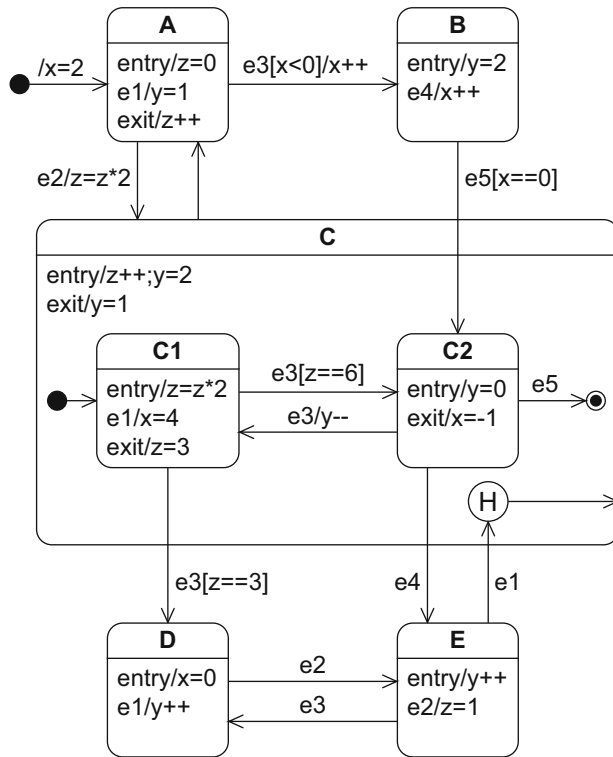 A
B
/x=2
entry/z=0
e1/y=1
exit/z++
e3[x<0]/x++
entry/y=2
e4/x++
e2/z=z*2
e5[x==0]
C
entry/z++;y=2
exit/y=1
C1
C2
entry/z=z*2
e1/x=4
exit/z=3
e3[z==6]
e3/y--
entry/y=0
exit/x=-1
e5
H
e3[z==3]
e4
e1
D
E
entry/x=0
e1/y++
e2
e3
entry/y++
e2/z=1